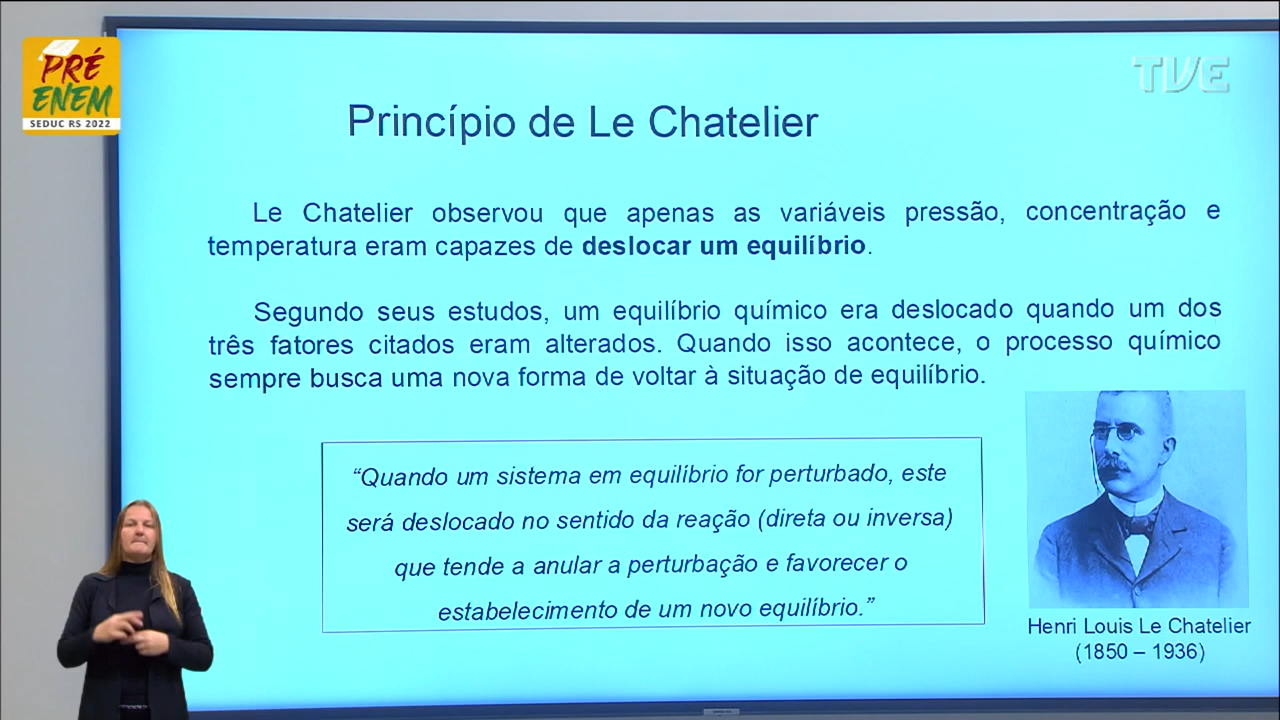 PRÉ
ENEM
SEDUC RS 2022
TVE
Princípio de Le Chatelier
Le Chatelier observou que apenas as variáveis pressão, concentração e
temperatura eram capazes de deslocar um equilíbrio.
Segundo seus estudos, um equilíbrio químico era deslocado quando um dos
três fatores citados eram alterados. Quando isso acontece, o processo químico
sempre busca uma nova forma de voltar à situação de equilíbrio.
“Quando um sistema em equilíbrio for perturbado, este
será deslocado no sentido da reação (direta ou inversa)
que tende a anular a perturbação e favorecer o
estabelecimento de um novo equilíbrio.”
Henri Louis Le Chatelier
(1850 – 1936)